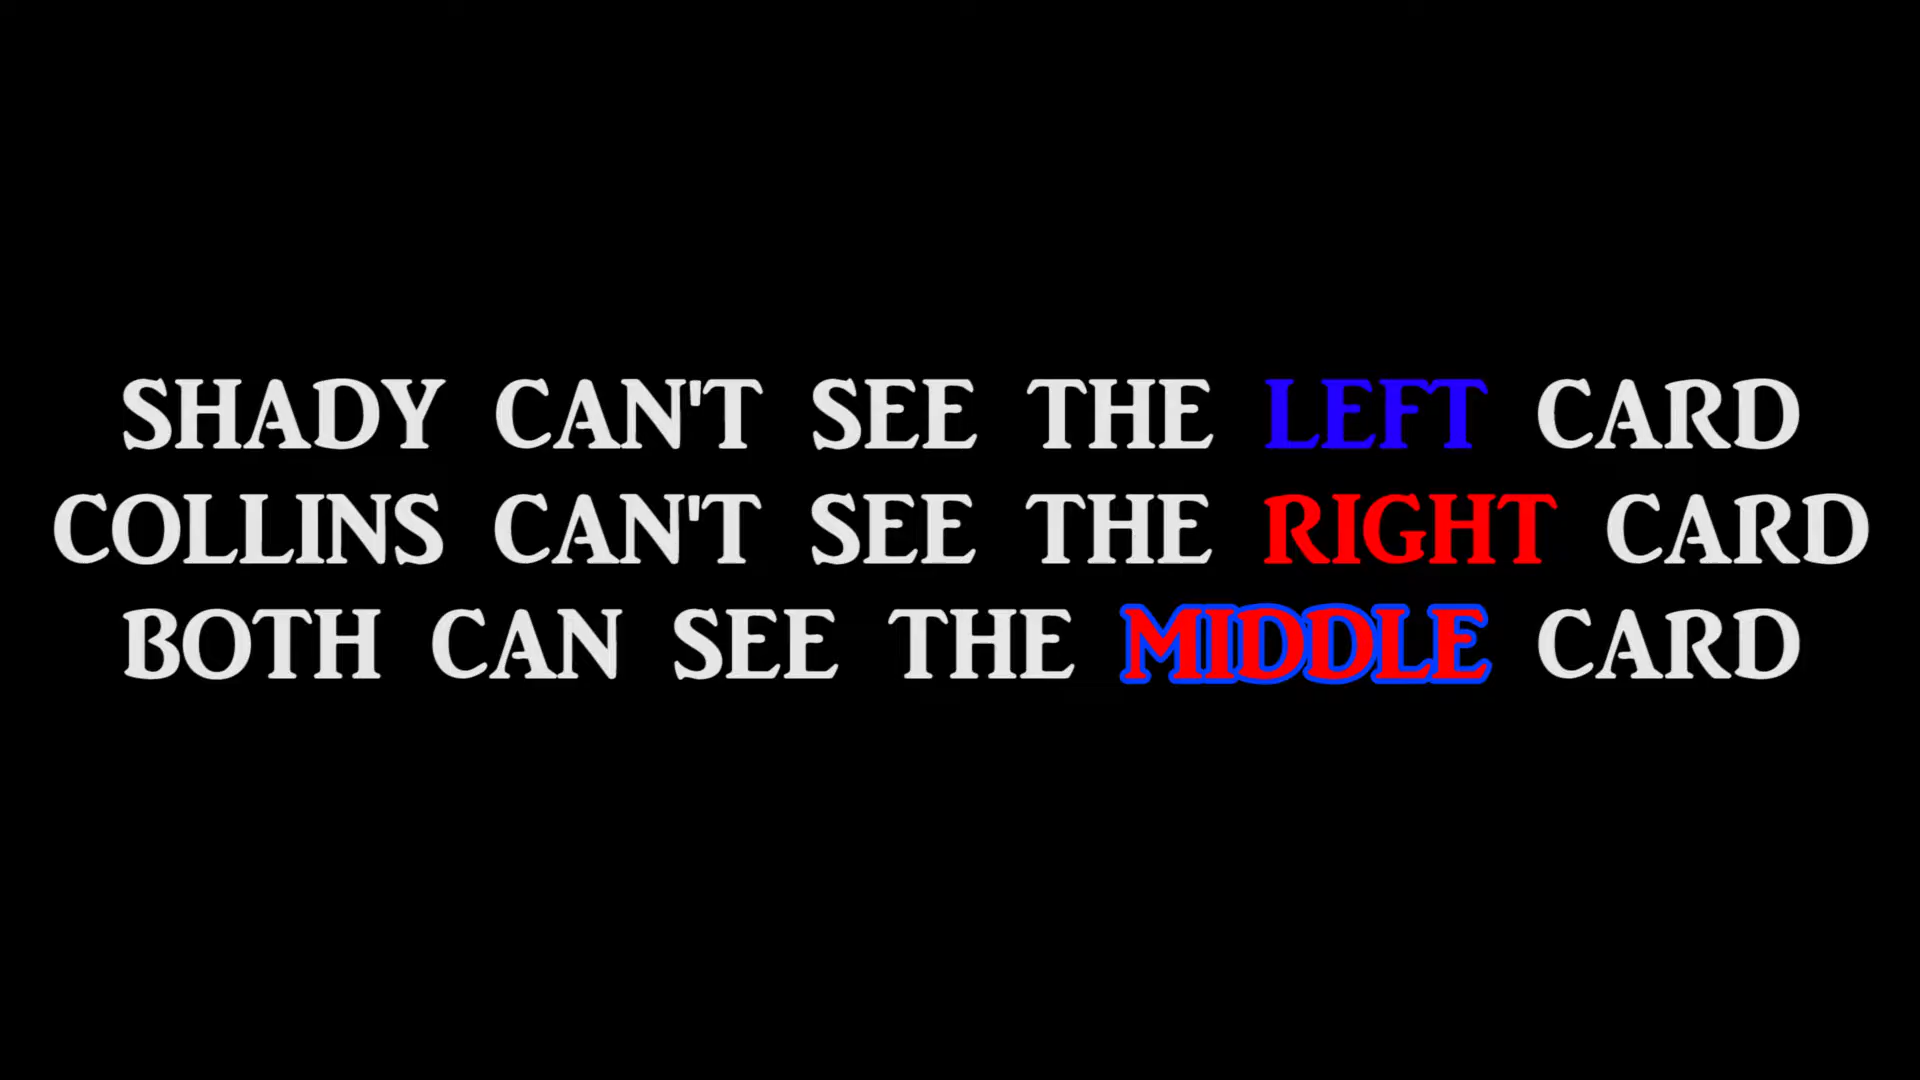 SHADY CAN'T SEE THE LEFT CARD
COLLINS CAN'T SEE THE RIGHT CARD
BOTH CAN SEE THE MIDDLE CARD